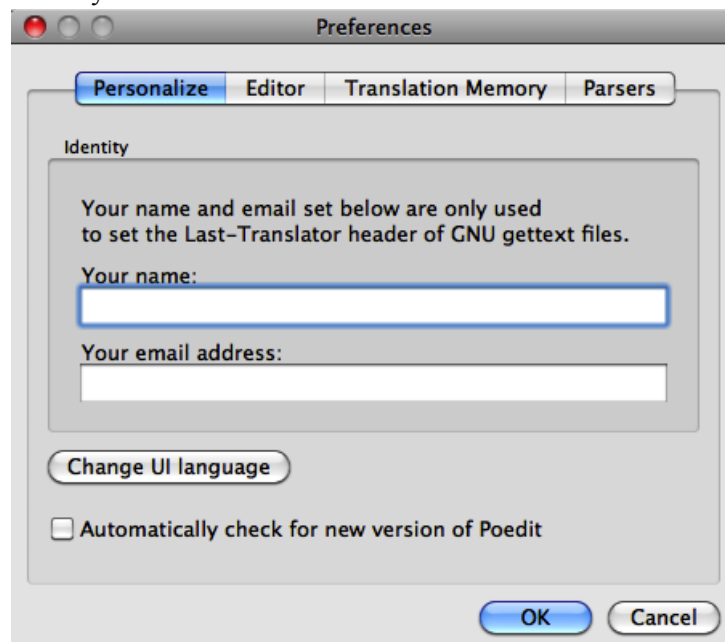 Preferences
Personalize Editor Translation Memory Parsers
Identity
Your name and email set below are only used
to set the Last-Translator header of GNU gettext files.
Your name:
Your email address:
Change UI language
Automatically check for new version of Poedit
OK Cancel